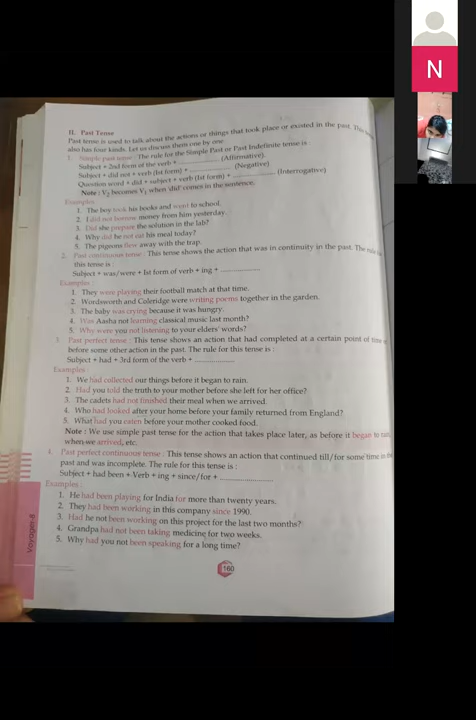 N
II. Past Tense
Past tense is used to talk about the actions or things that took place or existed in the past. This
also has four kinds. Let us discuss them one by one.
1. Simple past tense : The rule for the Simple Past or Past Indefinite tense is :
Subject + 2nd form of the verb + .................... (Affirmative).
Subject + did not + verb (Ist form) + .................... (Negative)
Question word + did + subject + verb (Ist form) + .................... (Interrogative)
Note : V2 becomes V1 when 'did' comes in the sentence.
Examples :
1. The boy took his books and went to school.
2. I did not borrow money from him yesterday.
3. Did she prepare the solution in the lab?
4. Why did he not eat his meal today?
5. The pigeons flew away with the trap.
2. Past continuous tense : This tense shows the action that was in continuity in the past. The rule
this tense is :
Subject + was/were + Ist form of verb + ing + ....................
Examples :
1. They were playing their football match at that time.
2. Wordsworth and Coleridge were writing poems together in the garden.
3. The baby was crying because it was hungry.
4. Was Aasha not learning classical music last month?
5. Why were you not listening to your elders' words?
3. Past perfect tense : This tense shows an action that had completed at a certain point of time
before some other action in the past. The rule for this tense is :
Subject + had + 3rd form of the verb + ....................
Examples :
1. We had collected our things before it began to rain.
2. Had you told the truth to your mother before she left for her office?
3. The cadets had not finished their meal when we arrived.
4. Who had looked after your home before your family returned from England?
5. What had you eaten before your mother cooked food.
Note : We use simple past tense for the action that takes place later, as before it began to
when we arrived, etc.
4. Past perfect continuous tense : This tense shows an action that continued till/for some time in the
past and was incomplete. The rule for this tense is :
Subject + had been + Verb + ing + since/for + ....................
Examples :
1. He had been playing for India for more than twenty years.
2. They had been working in this company since 1990.
3. Had he not been working on this project for the last two months?
4. Grandpa had not been taking medicine for two weeks.
5. Why had you not been speaking for a long time?
Voyager-8
160